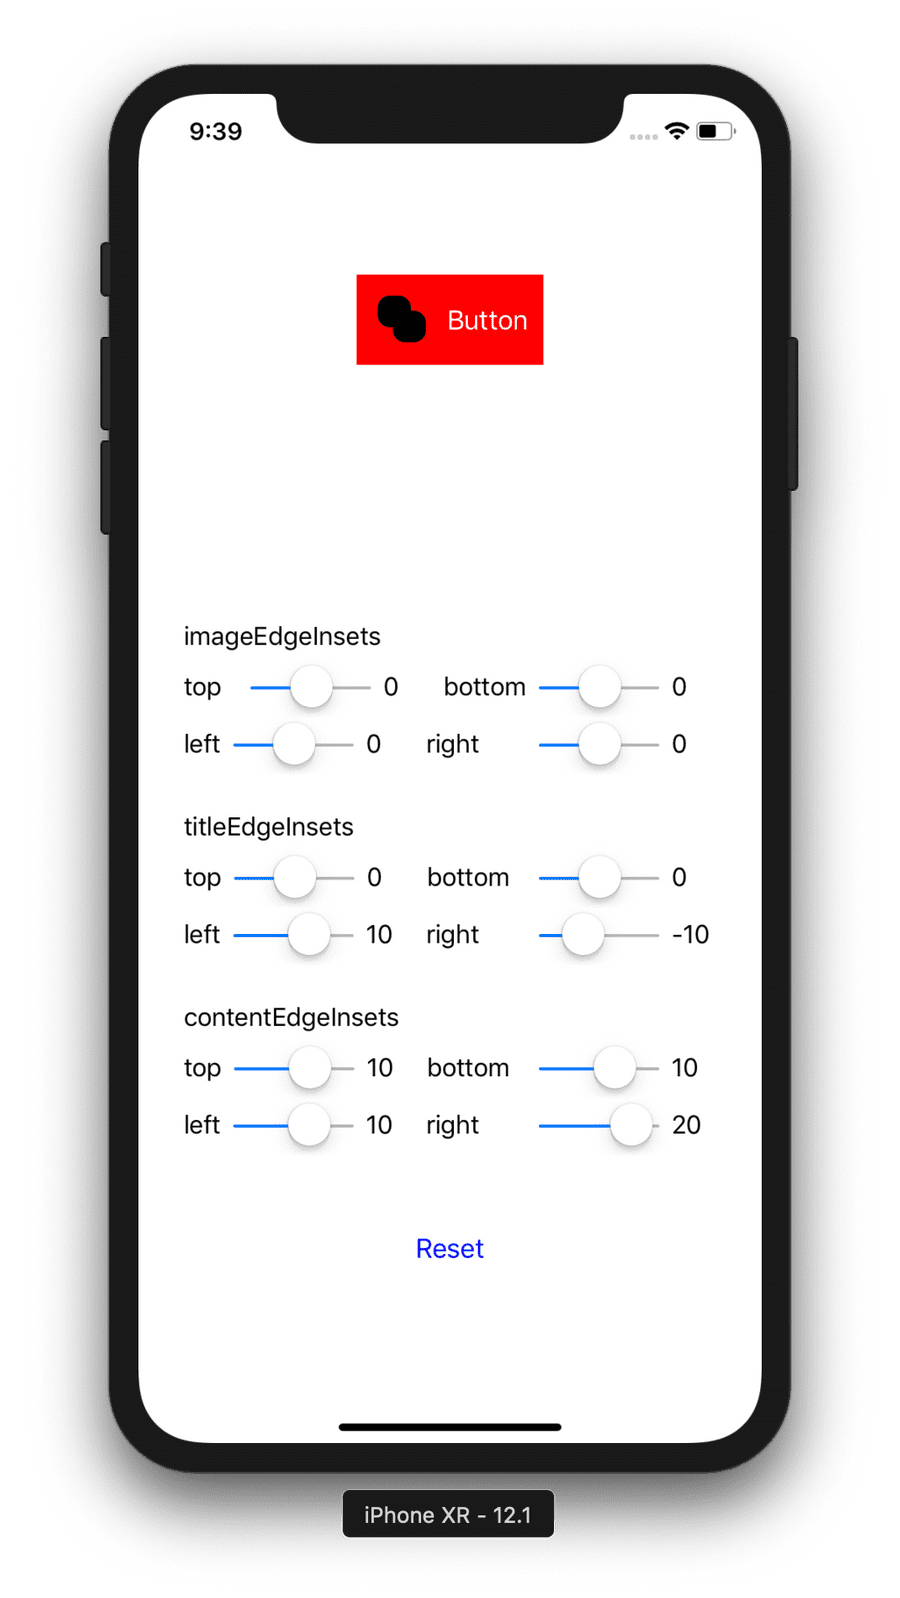 9:39
Button
imageEdgeInsets
top 0 bottom 0
left 0 right 0
titleEdgeInsets
top 0 bottom 0
left 10 right -10
contentEdgeInsets
top 10 bottom 10
left 10 right 20
Reset
iPhone XR - 12.1